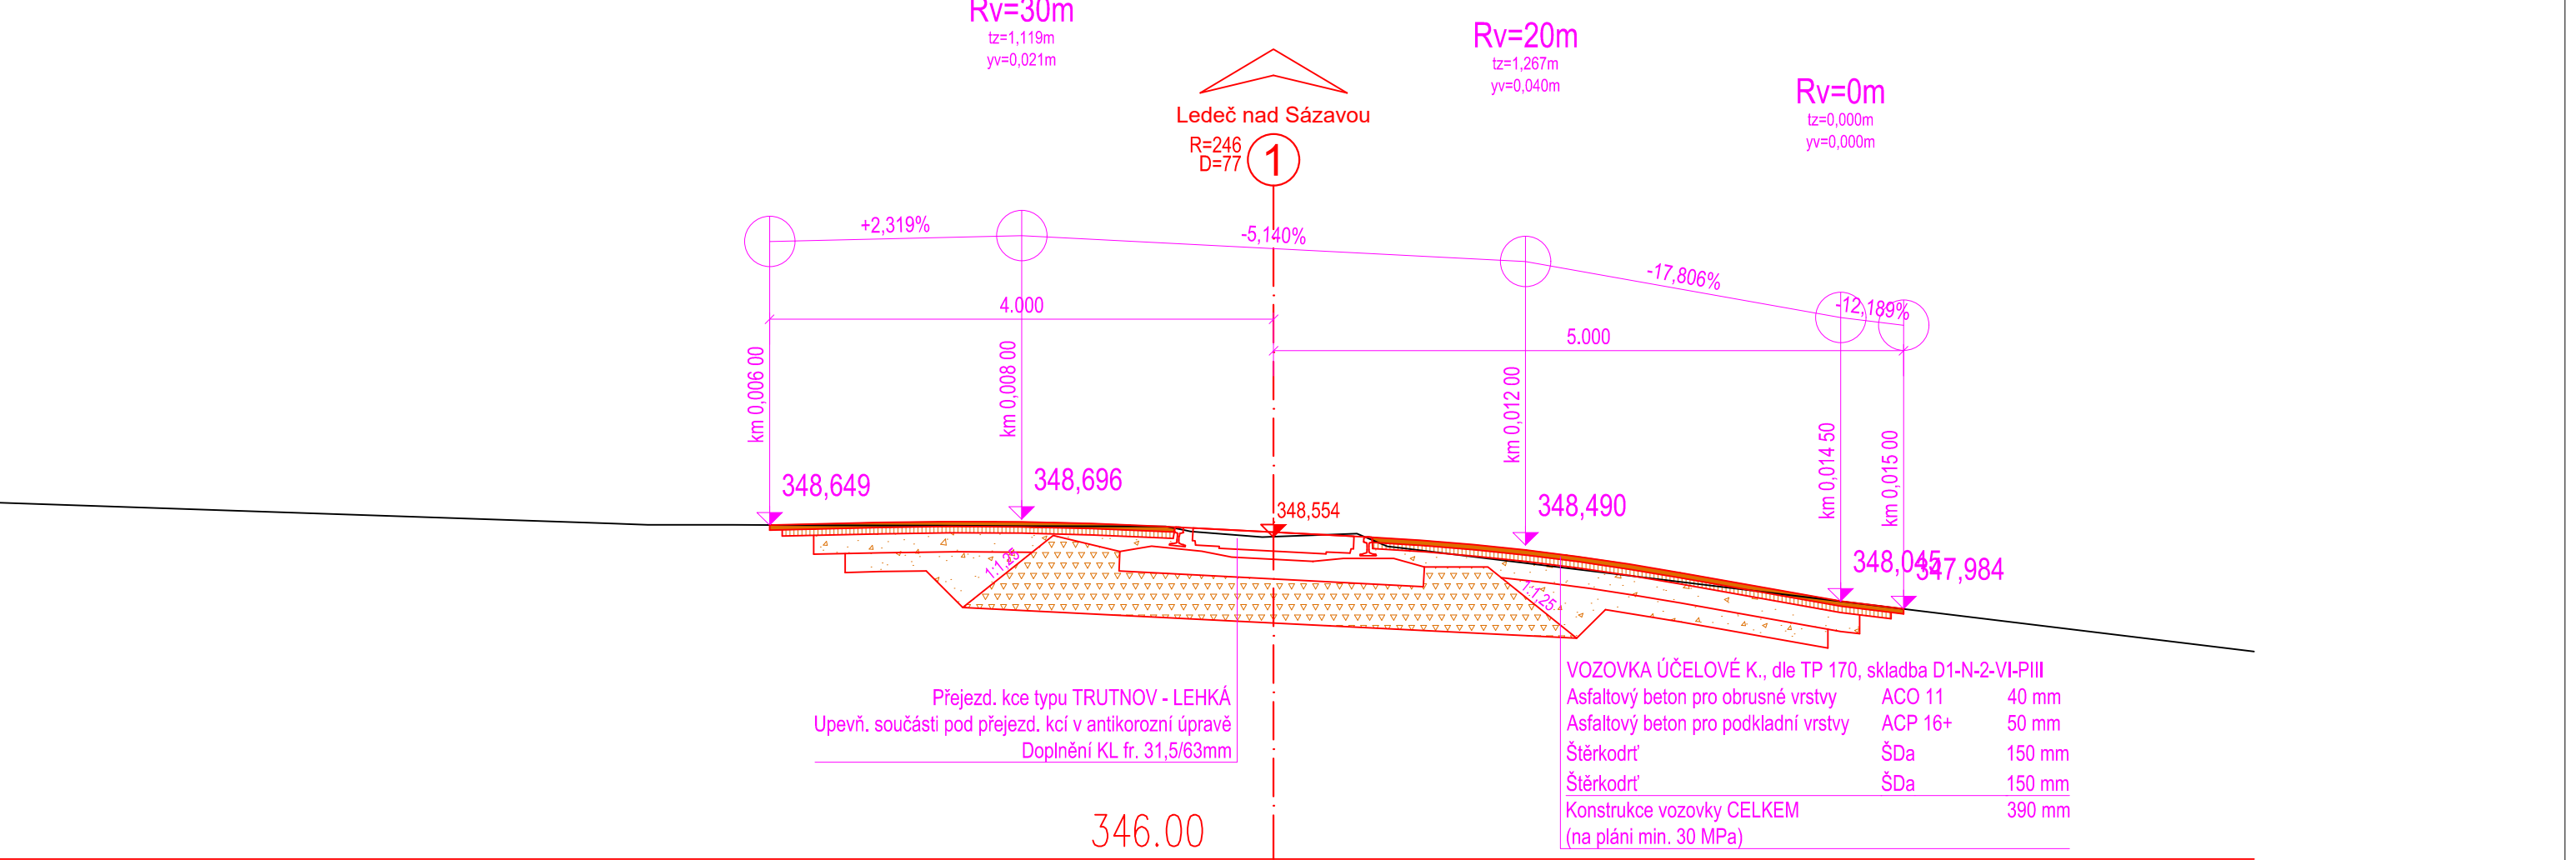 Rv=30m
tz=1,119m
yv=0,021m
Rv=20m
tz=1,267m
yv=0,040m
Rv=0m
tz=0,000m
yv=0,000m
Ledeč nad Sázavou
R=246
D=77
1
+2,319%
-5,140%
-17,806%
-12,189%
4.000
5.000
km 0,006 00
km 0,008 00
km 0,012 00
km 0,014 50
km 0,015 00
348,649
348,696
348,554
348,490
348,045
347,984
1:1,25
1:1,25
Přejezd. kce typu TRUTNOV - LEHKÁ
Upevň. součásti pod přejezd. kcí v antikorozní úpravě
Doplnění KL fr. 31,5/63mm
VOZOVKA ÚČELOVÉ K., dle TP 170, skladba D1-N-2-VI-PIII
Asfaltový beton pro obrusné vrstvy ACO 11 40 mm
Asfaltový beton pro podkladní vrstvy ACP 16+ 50 mm
Štěrkodrť ŠDa 150 mm
Štěrkodrť ŠDa 150 mm
Konstrukce vozovky CELKEM 390 mm
(na pláni min. 30 MPa)
346.00